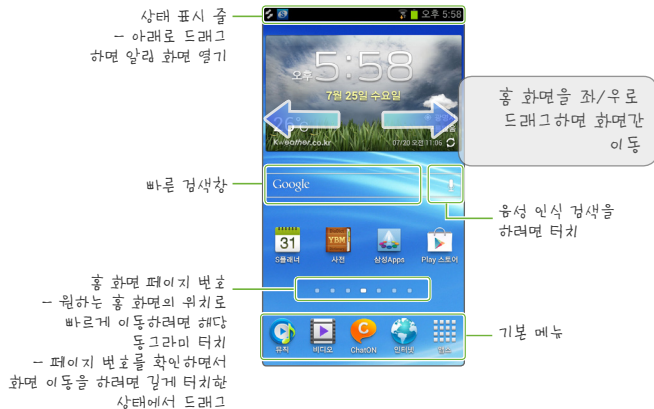 상태 표시 줄
- 아래로 드래그
하면 알림 화면 열기
오후 5:58
오후 5:58
7월 25일 수요일
26°c
Kweather.co.kr
07/20 오전 11:06
홈 화면을 좌/우로
드래그하면 화면간
이동
빠른 검색창
Google
음성 인식 검색을
하려면 터치
31
YBM
S플래너
사전
삼성Apps
Play 스토어
홈 화면 페이지 번호
- 원하는 홈 화면의 위치로
빠르게 이동하려면 해당
동그라미 터치
- 페이지 번호를 확인하면서
화면 이동을 하려면 길게 터치한
상태에서 드래그
기본 메뉴
뮤직
비디오
ChatON
인터넷